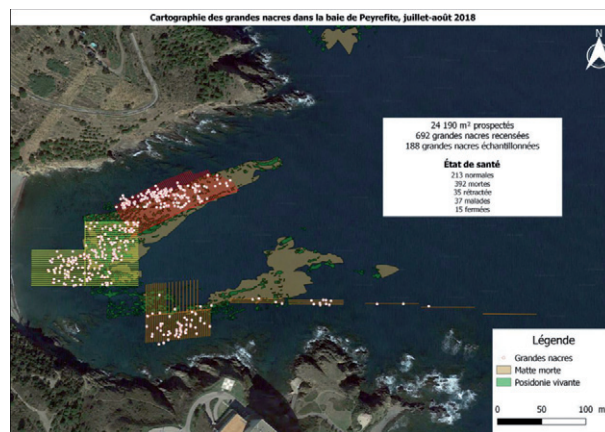 Cartographie des grandes nacres dans la baie de Peyrefite, juillet-août 2018
N
24 190 m² prospectés
692 grandes nacres recensées
188 grandes nacres échantillonnées
État de santé
213 normales
392 mortes
35 rétractée
37 malades
15 fermées
Légende
Grandes nacres
Matte morte
Posidonie vivante
0 50 100 m